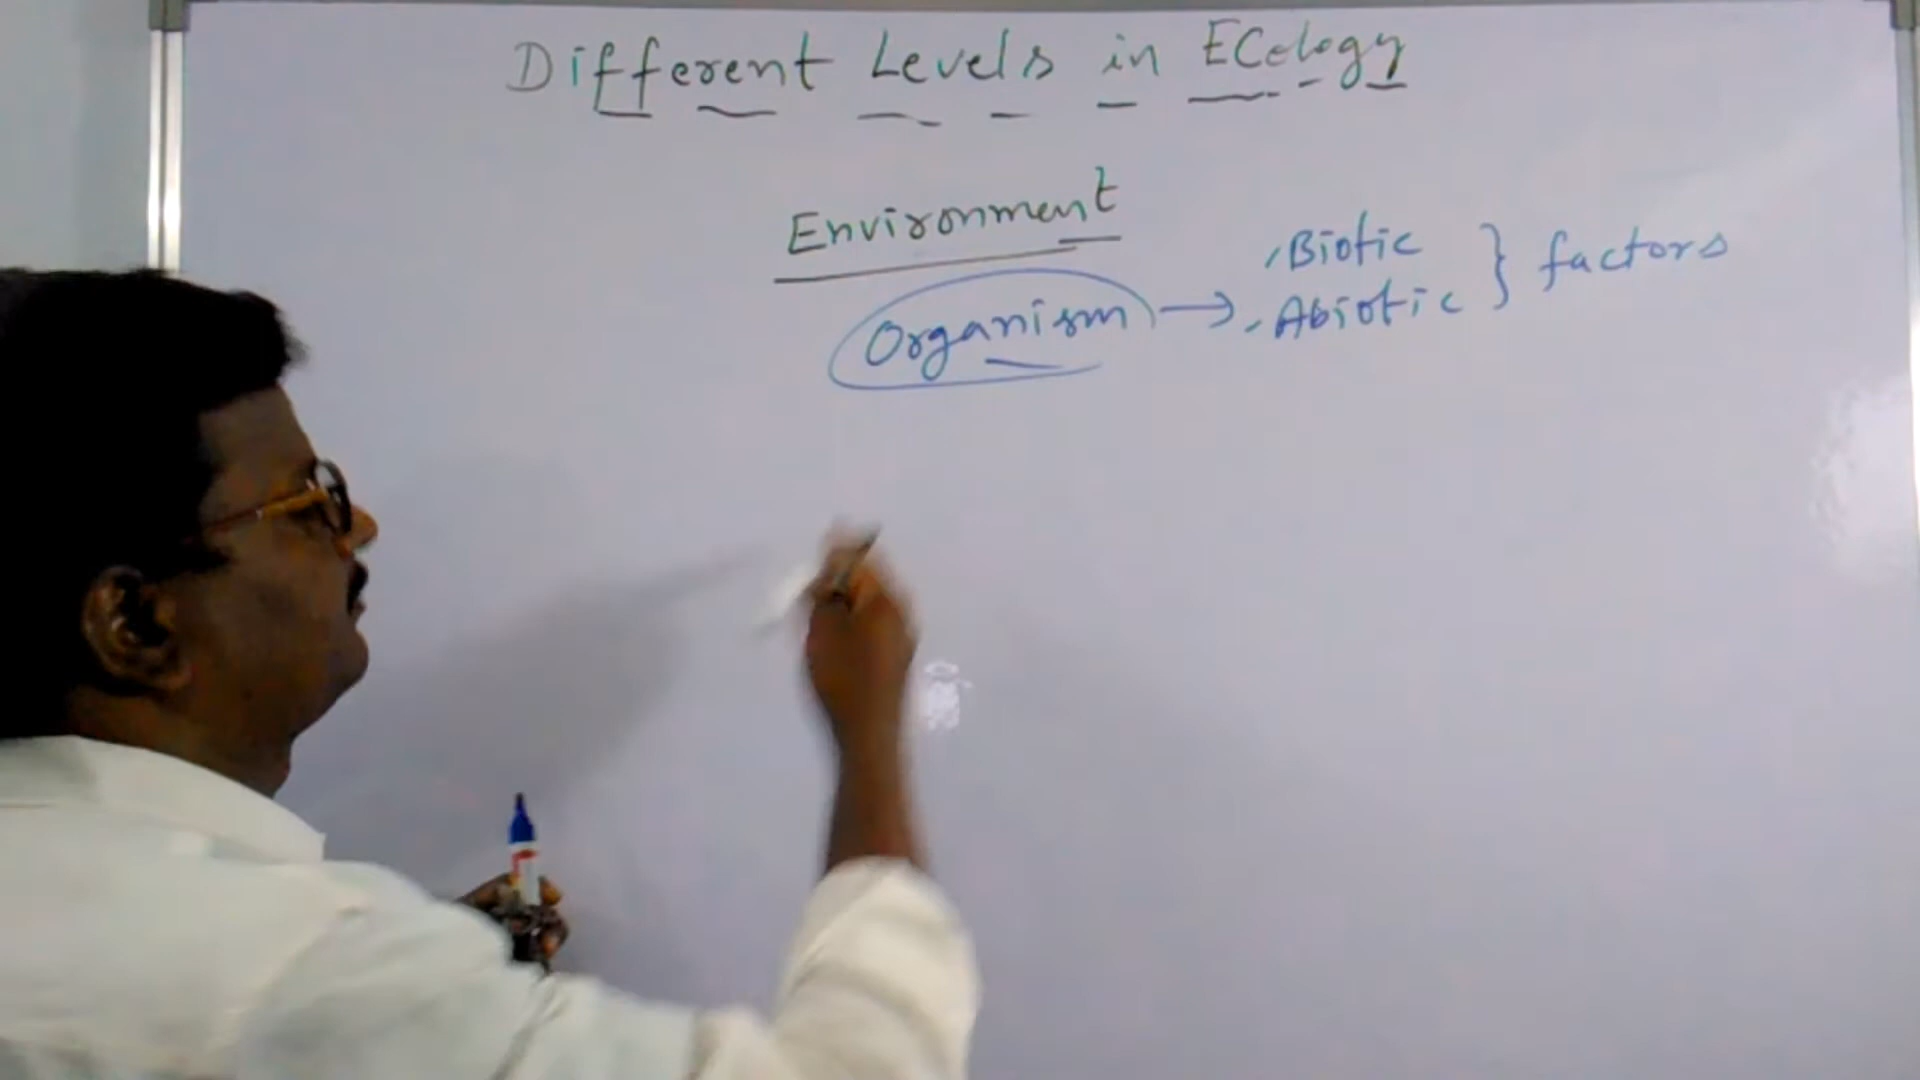 Different Levels in ECology
Environment
Organism → Biotic } factors
Abiotic